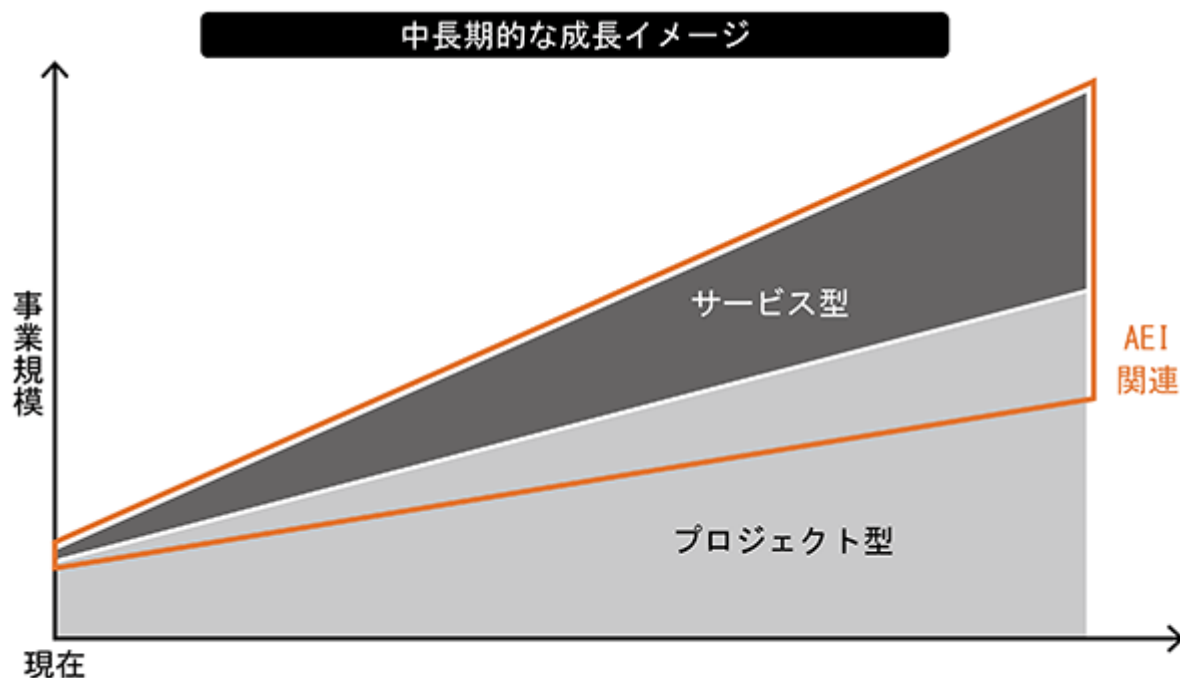 中長期的な成長イメージ
事業規模
サービス型
AEI
関連
プロジェクト型
現在